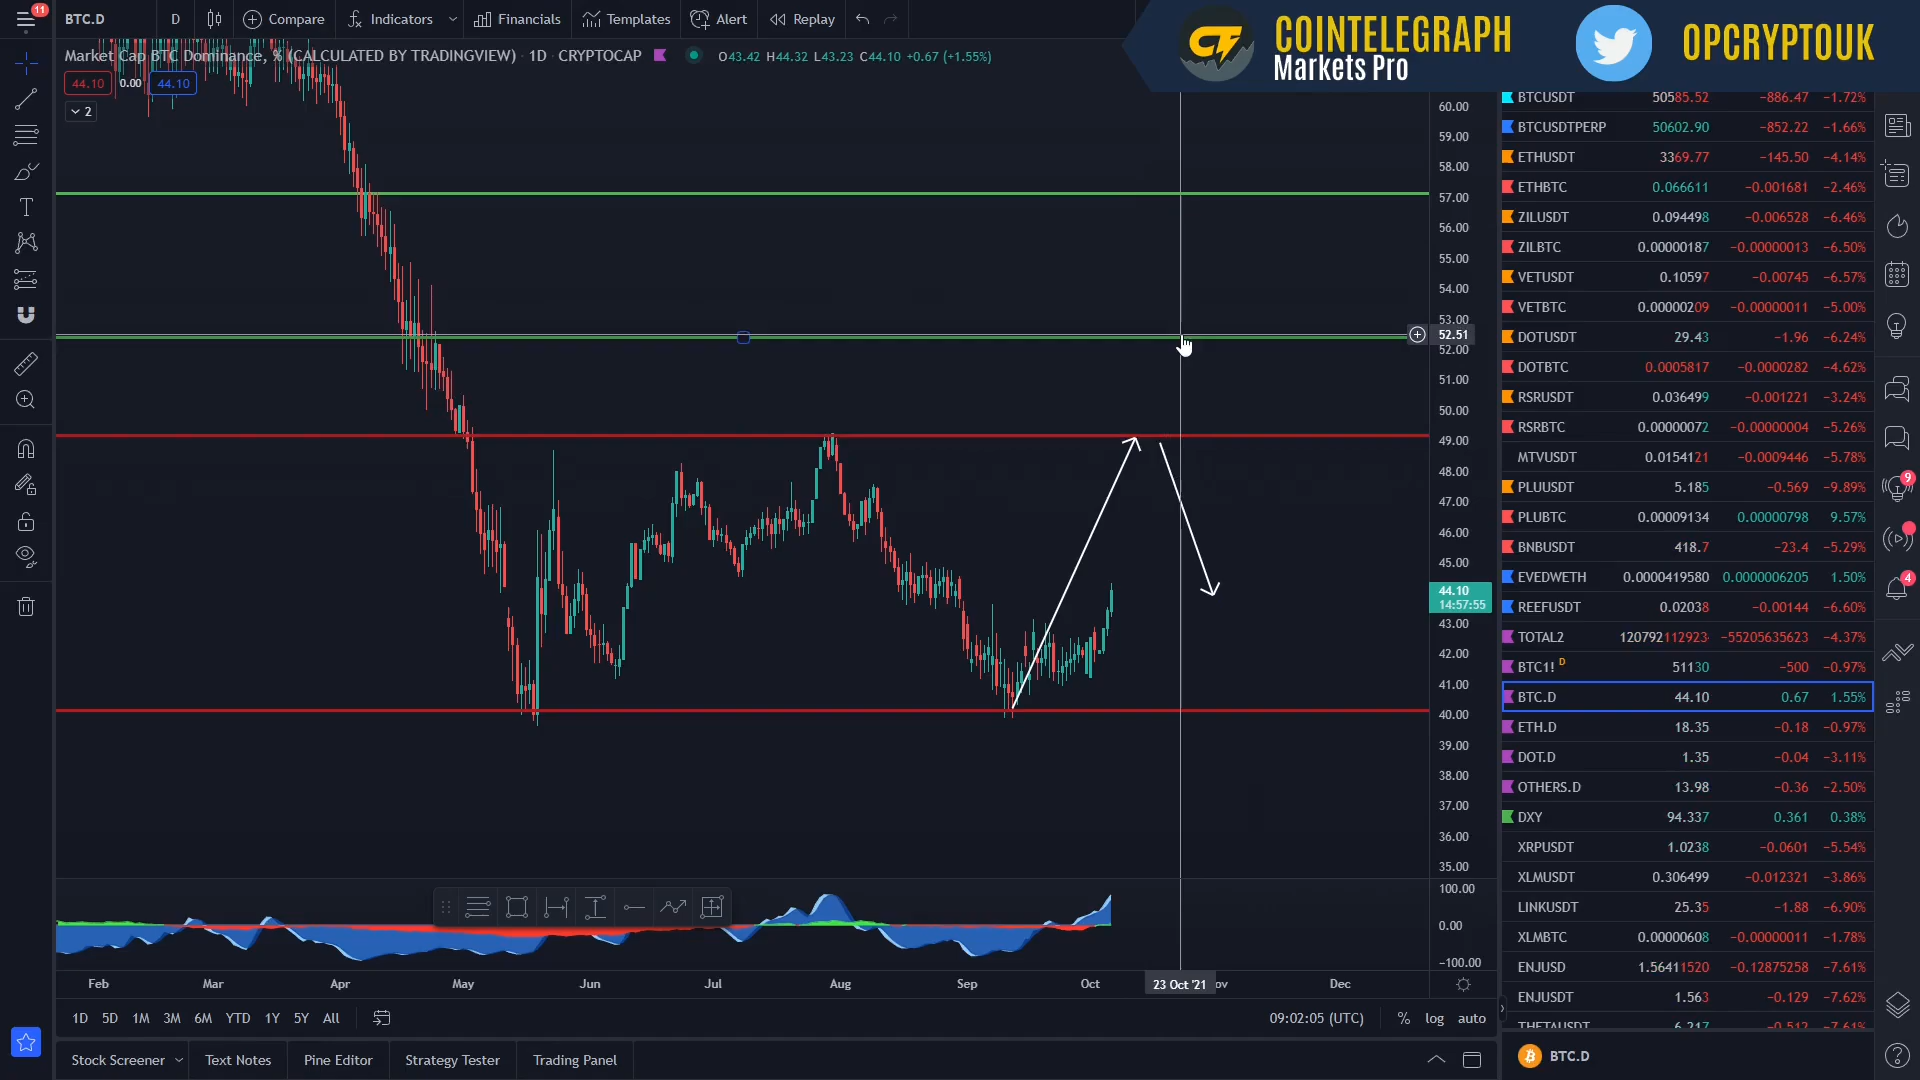 11
BTC.D
D
Compare
Indicators
Financials
Templates
Alert
Replay
COINTELEGRAPH
Markets Pro
OPCRYPTOUK
Market Cap BTC Dominance, % (CALCULATED BY TRADINGVIEW) · 1D · CRYPTOCAP
O43.42 H44.32 L43.23 C44.10 +0.67 (+1.55%)
44.10 0.00 44.10
2
60.00
59.00
58.00
57.00
56.00
55.00
54.00
53.00
52.51
52.00
51.00
50.00
49.00
48.00
47.00
46.00
45.00
44.10
14:57:55
43.00
42.00
41.00
40.00
39.00
38.00
37.00
36.00
35.00
100.00
0.00
−100.00
Feb Mar Apr May Jun Jul Aug Sep Oct 23 Oct '21 Dec
1D 5D 1M 3M 6M YTD 1Y 5Y All
09:02:05 (UTC) % log auto
Stock Screener Text Notes Pine Editor Strategy Tester Trading Panel
BTCUSDT 50585.52 −886.47 −1.72%
BTCUSDTPERP 50602.90 −852.22 −1.66%
ETHUSDT 3369.77 −145.50 −4.14%
ETHBTC 0.066611 −0.001681 −2.46%
ZILUSDT 0.094498 −0.006528 −6.46%
ZILBTC 0.00000187 −0.00000013 −6.50%
VETUSDT 0.10597 −0.00745 −6.57%
VETBTC 0.00000209 −0.00000011 −5.00%
DOTUSDT 29.43 −1.96 −6.24%
DOTBTC 0.0005817 −0.0000282 −4.62%
RSRUSDT 0.036499 −0.001221 −3.24%
RSRBTC 0.00000072 −0.00000004 −5.26%
MTVUSDT 0.0154121 −0.0009446 −5.78%
PLUUSDT 5.185 −0.569 −9.89%
PLUBTC 0.00009134 0.00000798 9.57%
BNBUSDT 418.7 −23.4 −5.29%
EVEDWETH 0.0000419580 0.0000006205 1.50%
REEFUSDT 0.02038 −0.00144 −6.60%
TOTAL2 120792112923 −55205635623 −4.37%
BTC1! D 51130 −500 −0.97%
BTC.D 44.10 0.67 1.55%
ETH.D 18.35 −0.18 −0.97%
DOT.D 1.35 −0.04 −3.11%
OTHERS.D 13.98 −0.36 −2.50%
DXY 94.337 0.361 0.38%
XRPUSDT 1.0238 −0.0601 −5.54%
XLMUSDT 0.306499 −0.012321 −3.86%
LINKUSDT 25.35 −1.88 −6.90%
XLMBTC 0.00000608 −0.00000011 −1.78%
ENJUSD 1.56411520 −0.12875258 −7.61%
ENJUSDT 1.563 −0.129 −7.62%
THETAUSDT 6.217 −0.512 −7.61%
BTC.D
9
4